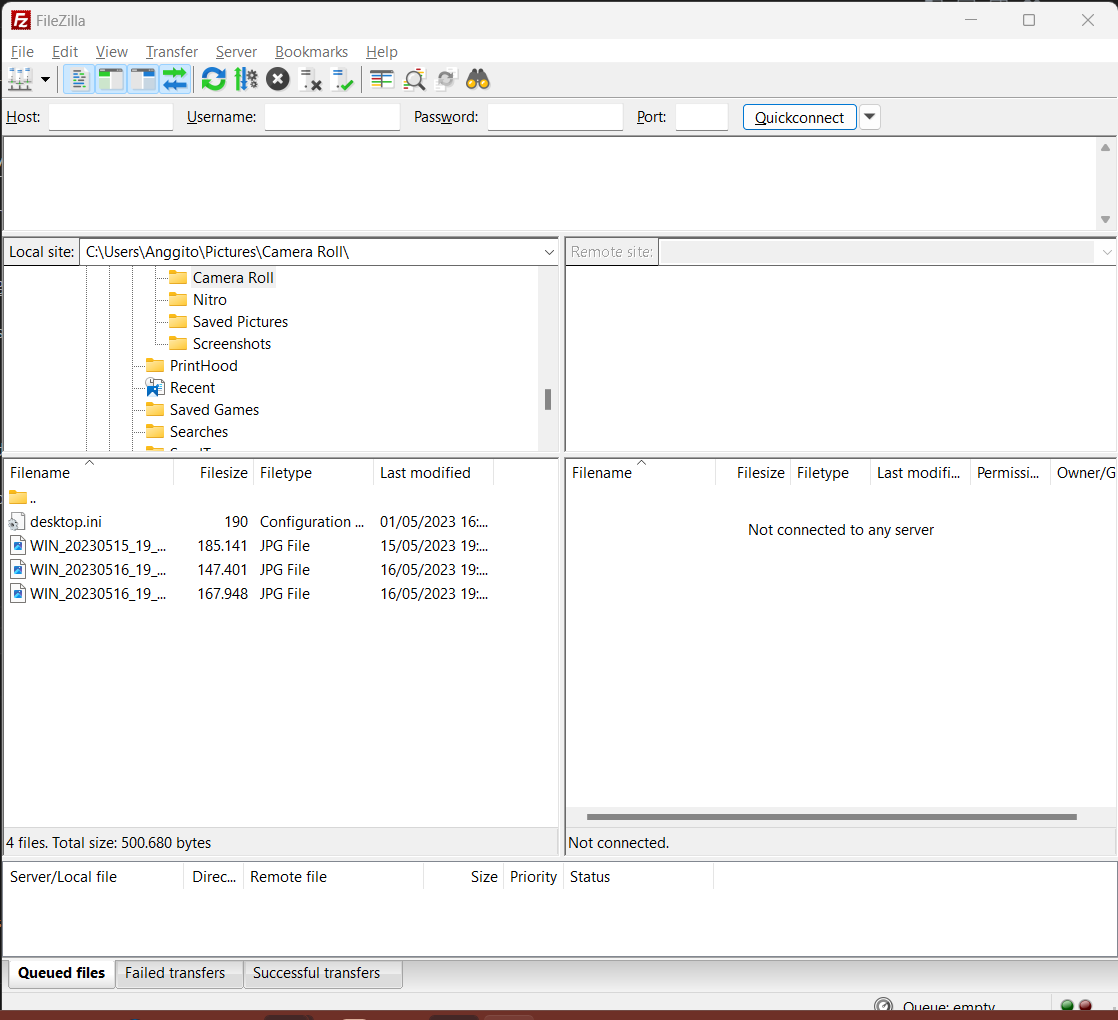 FileZilla
File Edit View Transfer Server Bookmarks Help
Host: Username: Password: Port: Quickconnect
Local site: C:\Users\Anggito\Pictures\Camera Roll\
Remote site:
Camera Roll
Nitro
Saved Pictures
Screenshots
PrintHood
Recent
Saved Games
Searches
Filename Filesize Filetype Last modified
..
desktop.ini 190 Configuration ... 01/05/2023 16:...
WIN_20230515_19_... 185.141 JPG File 15/05/2023 19:...
WIN_20230516_19_... 147.401 JPG File 16/05/2023 19:...
WIN_20230516_19_... 167.948 JPG File 16/05/2023 19:...
4 files. Total size: 500.680 bytes
Filename Filesize Filetype Last modifi... Permissi... Owner/G
Not connected to any server
Not connected.
Server/Local file Direc... Remote file Size Priority Status
Queued files Failed transfers Successful transfers
Queue: empty